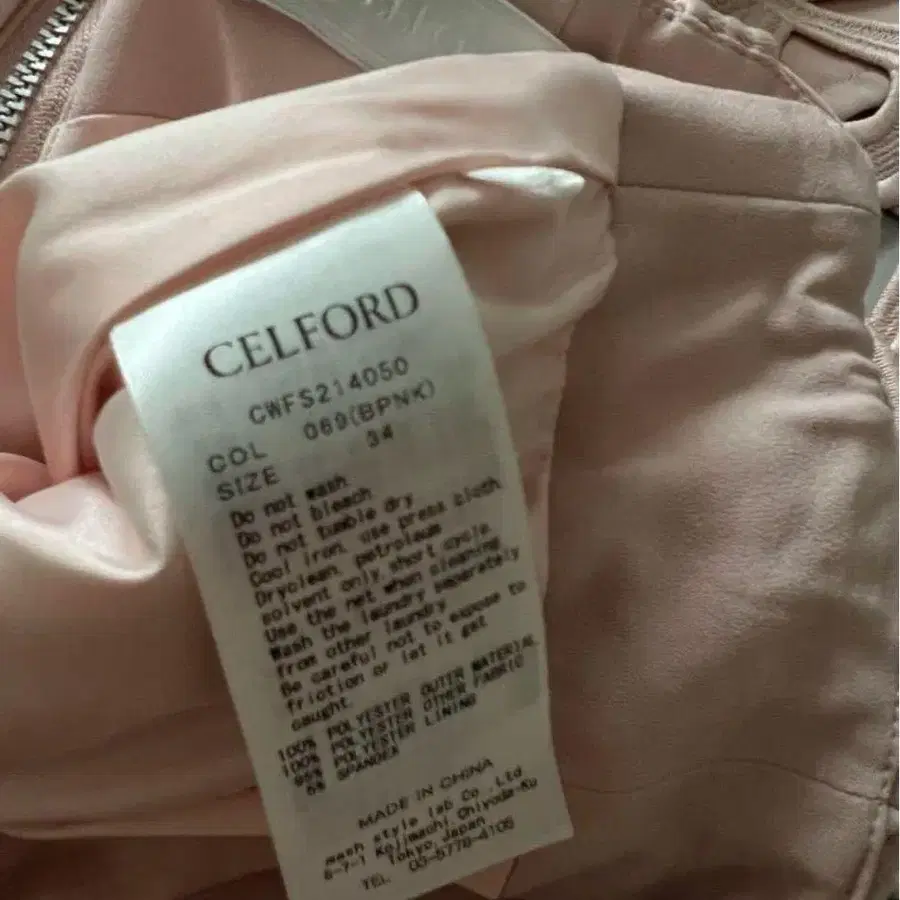 CELFORD
CWFS214050
COL 069(BPNK)
SIZE 34
Do not wash
Do not bleach
Do not tumble dry
Cool iron, use press cloth
Dryclean, petroleum
solvent only,short circle
Use the net when cleaning
Wash the laundry separately
from other laundry
Be careful not to expose to
friction or let it get
caught.
100% POLYESTER OUTER MATERIAL
100% POLYESTER OTHER FABRIC
95% POLYESTER LINING
5% SPANDEX
MADE IN CHINA
mash style lab Co.,Ltd
6-7-1 Kojimachi,Chiyoda-Ku
Tokyo,Japan
TEL 03-5778-4106